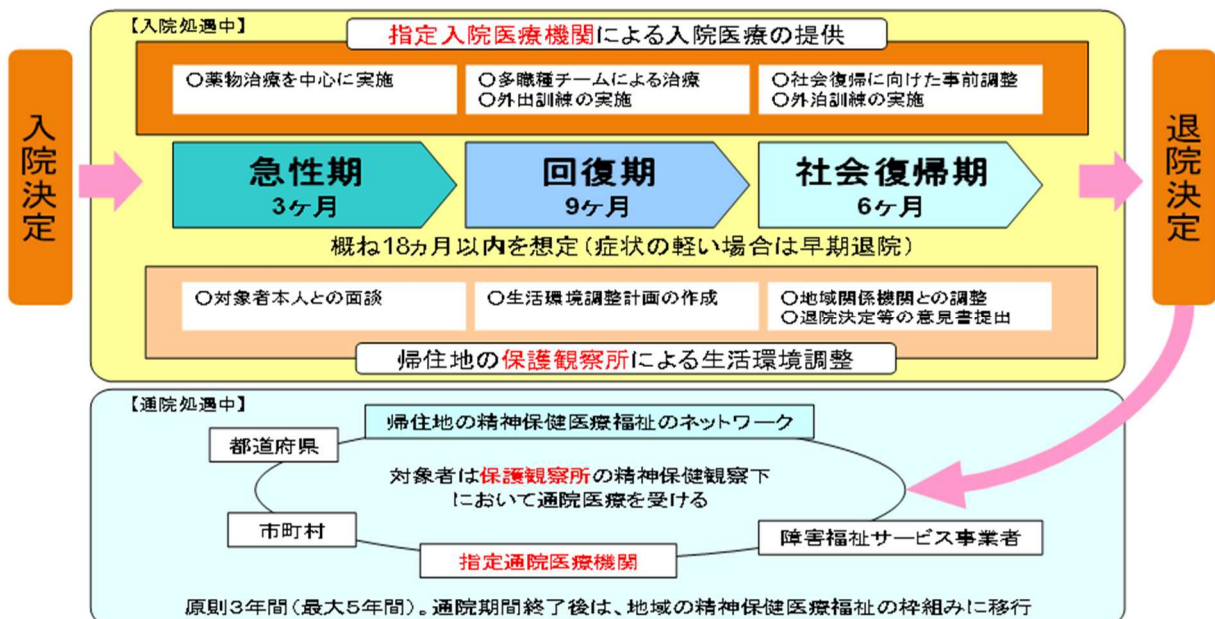 【入院処遇中】
指定入院医療機関による入院医療の提供
〇薬物治療を中心に実施
〇多職種チームによる治療
〇外出訓練の実施
〇社会復帰に向けた事前調整
〇外泊訓練の実施
入院決定
急性期
3ヶ月
回復期
9ヶ月
社会復帰期
6ヶ月
退院決定
概ね18ヵ月以内を想定(症状の軽い場合は早期退院)
〇対象者本人との面談
〇生活環境調整計画の作成
〇地域関係機関との調整
〇退院決定等の意見書提出
帰住地の保護観察所による生活環境調整
【通院処遇中】
帰住地の精神保健医療福祉のネットワーク
都道府県
対象者は保護観察所の精神保健観察下
において通院医療を受ける
市町村
障害福祉サービス事業者
指定通院医療機関
原則3年間(最大5年間)。通院期間終了後は、地域の精神保健医療福祉の枠組みに移行